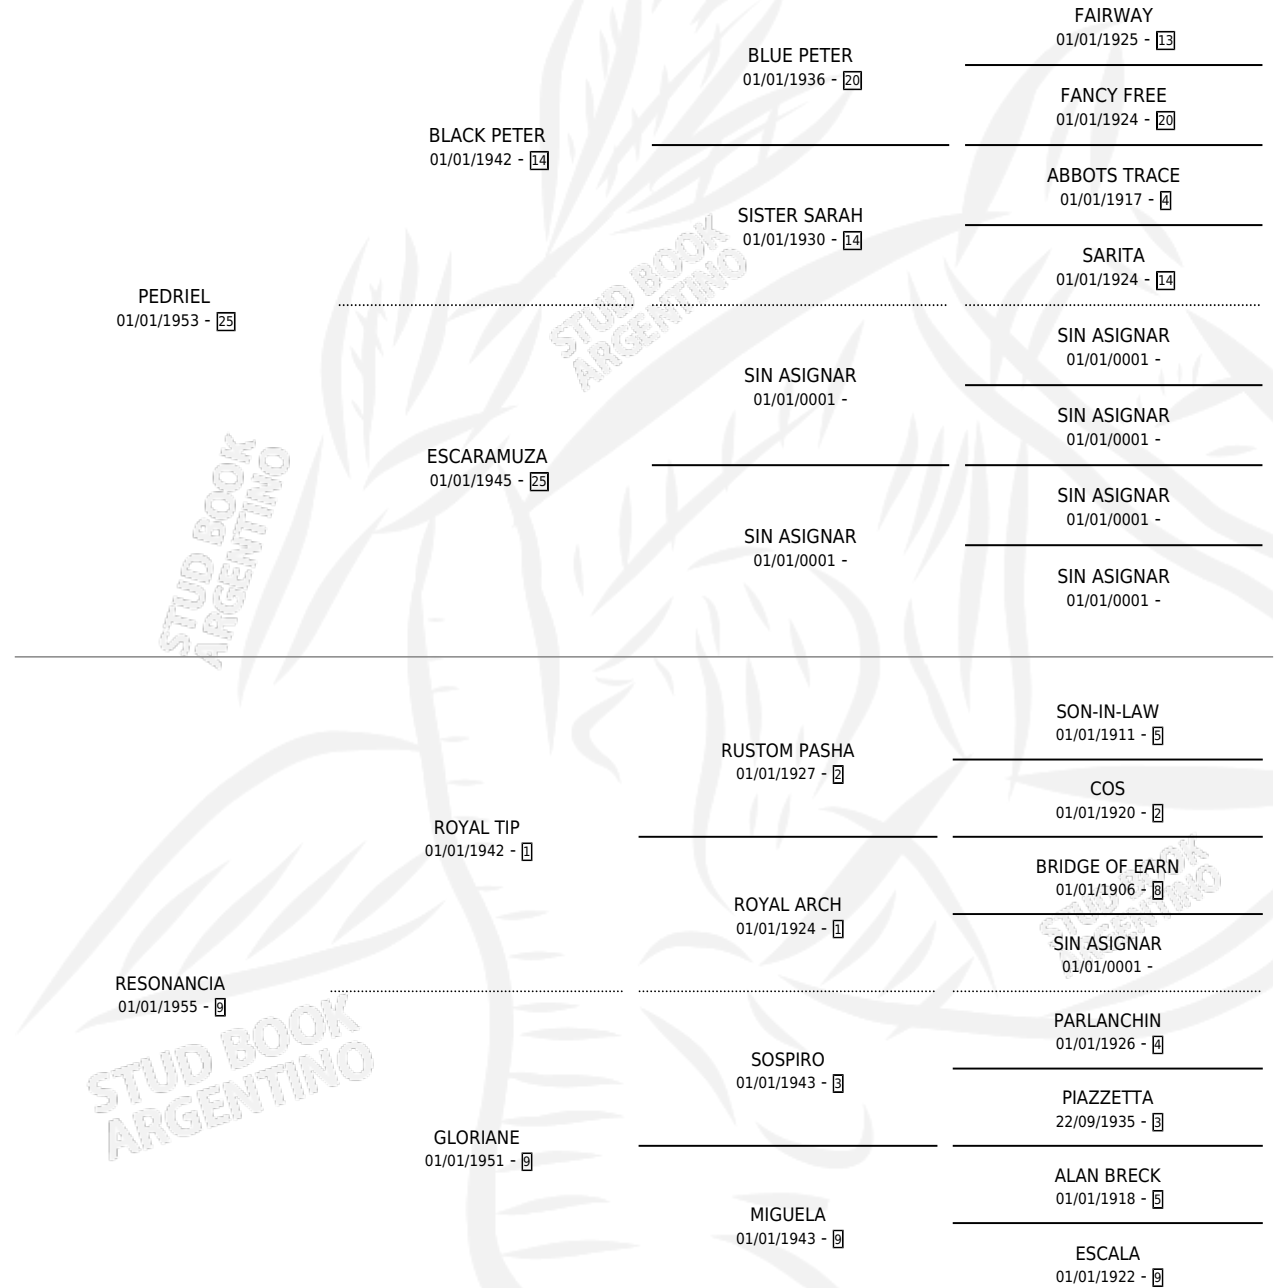 FAIRWAY
01/01/1925 - 13
BLUE PETER
01/01/1936 - 20
FANCY FREE
01/01/1924 - 20
BLACK PETER
01/01/1942 - 14
ABBOTS TRACE
01/01/1917 - 4
SISTER SARAH
01/01/1930 - 14
SARITA
01/01/1924 - 14
PEDRIEL
01/01/1953 - 25
STUD BOOK
ARGENTINO
SIN ASIGNAR
01/01/0001 -
SIN ASIGNAR
01/01/0001 -
SIN ASIGNAR
01/01/0001 -
ESCARAMUZA
01/01/1945 - 25
SIN ASIGNAR
01/01/0001 -
SIN ASIGNAR
01/01/0001 -
SIN ASIGNAR
01/01/0001 -
STUD BOOK
ARGENTINO
SON-IN-LAW
01/01/1911 - 5
RUSTOM PASHA
01/01/1927 - 2
COS
01/01/1920 - 2
ROYAL TIP
01/01/1942 - 1
BRIDGE OF EARN
01/01/1906 - 8
ROYAL ARCH
01/01/1924 - 1
STUD BOOK
ARGENTINO
SIN ASIGNAR
01/01/0001 -
RESONANCIA
01/01/1955 - 9
PARLANCHIN
01/01/1926 - 4
SOSPIRO
01/01/1943 - 3
STUD BOOK
ARGENTINO
PIAZZETTA
22/09/1935 - 3
GLORIANE
01/01/1951 - 9
ALAN BRECK
01/01/1918 - 5
MIGUELA
01/01/1943 - 9
ESCALA
01/01/1922 - 9